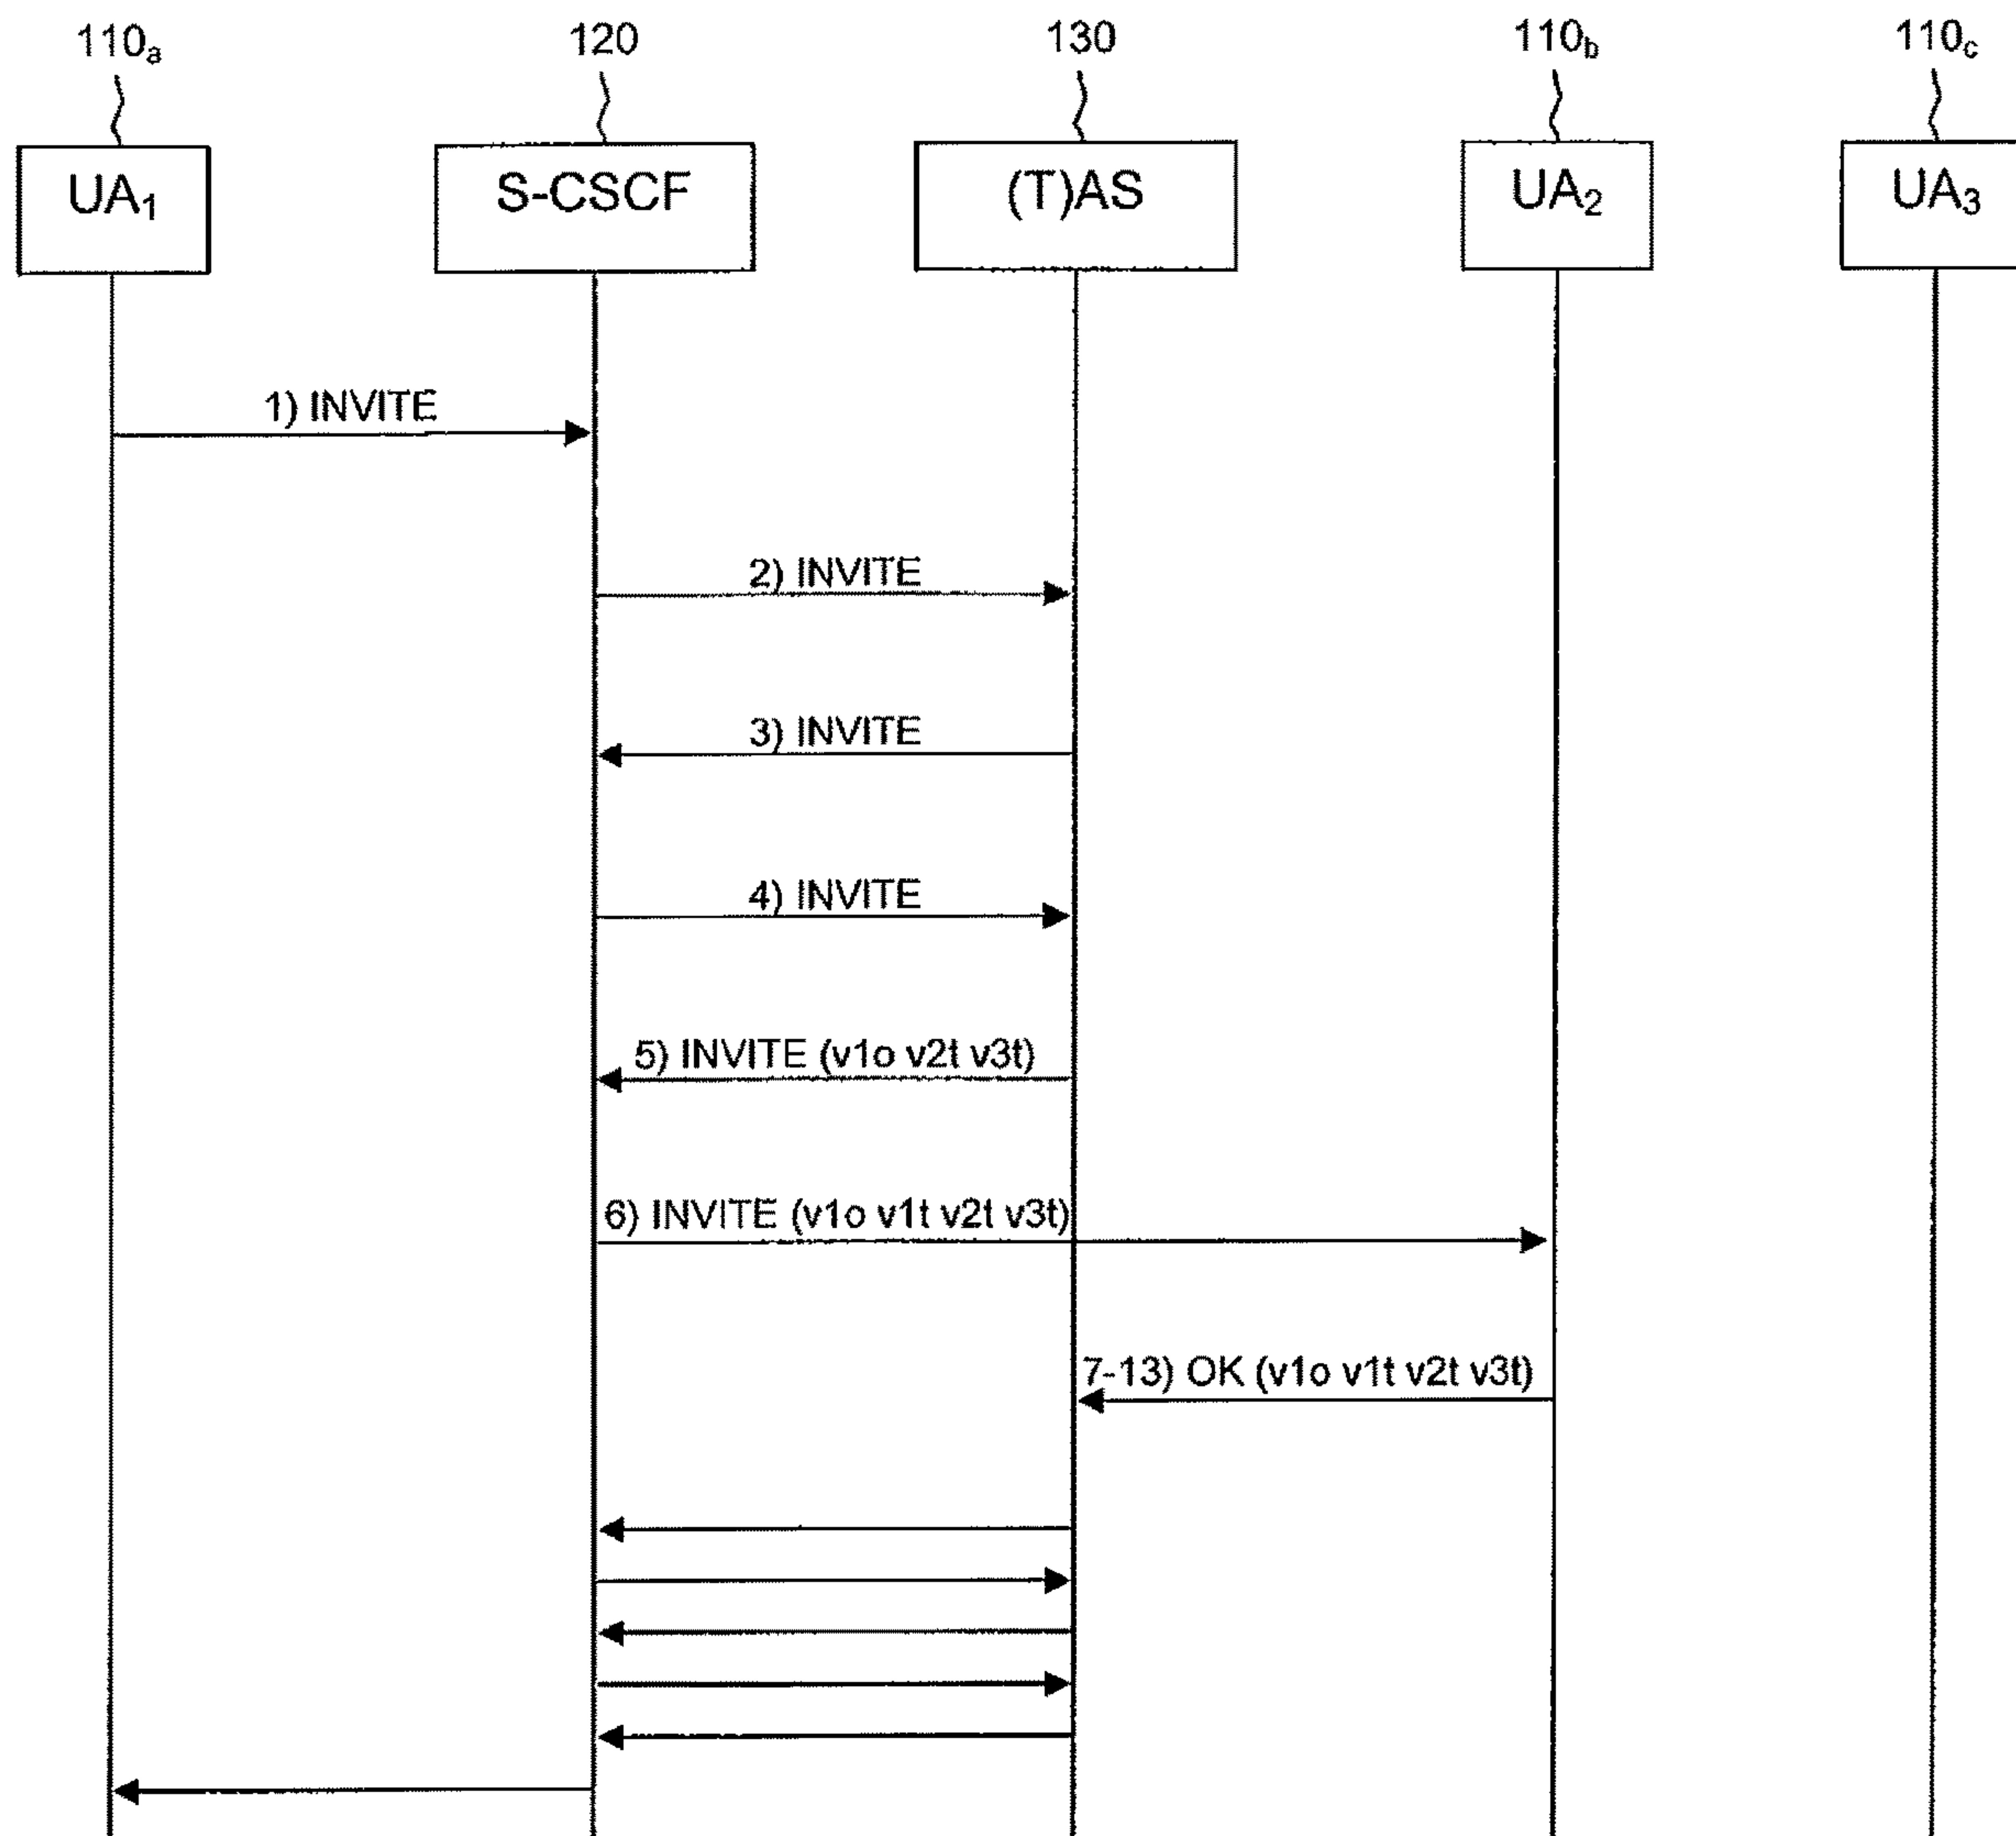 110a 120 130 110b 110c
UA1 S-CSCF (T)AS UA2 UA3
1) INVITE
2) INVITE
3) INVITE
4) INVITE
5) INVITE (v1o v2t v3t)
6) INVITE (v1o v1t v2t v3t)
7-13) OK (v1o v1t v2t v3t)